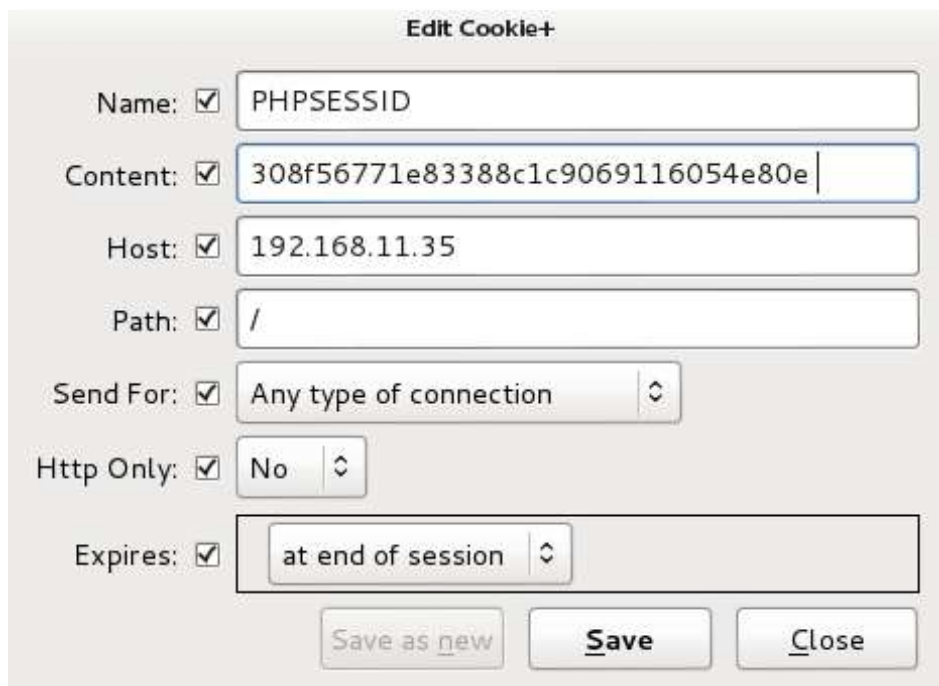 Edit Cookie+
Name: PHPSESSID
Content: 308f56771e83388c1c9069116054e80e
Host: 192.168.11.35
Path: /
Send For: Any type of connection
Http Only: No
Expires: at end of session
Save as new Save Close